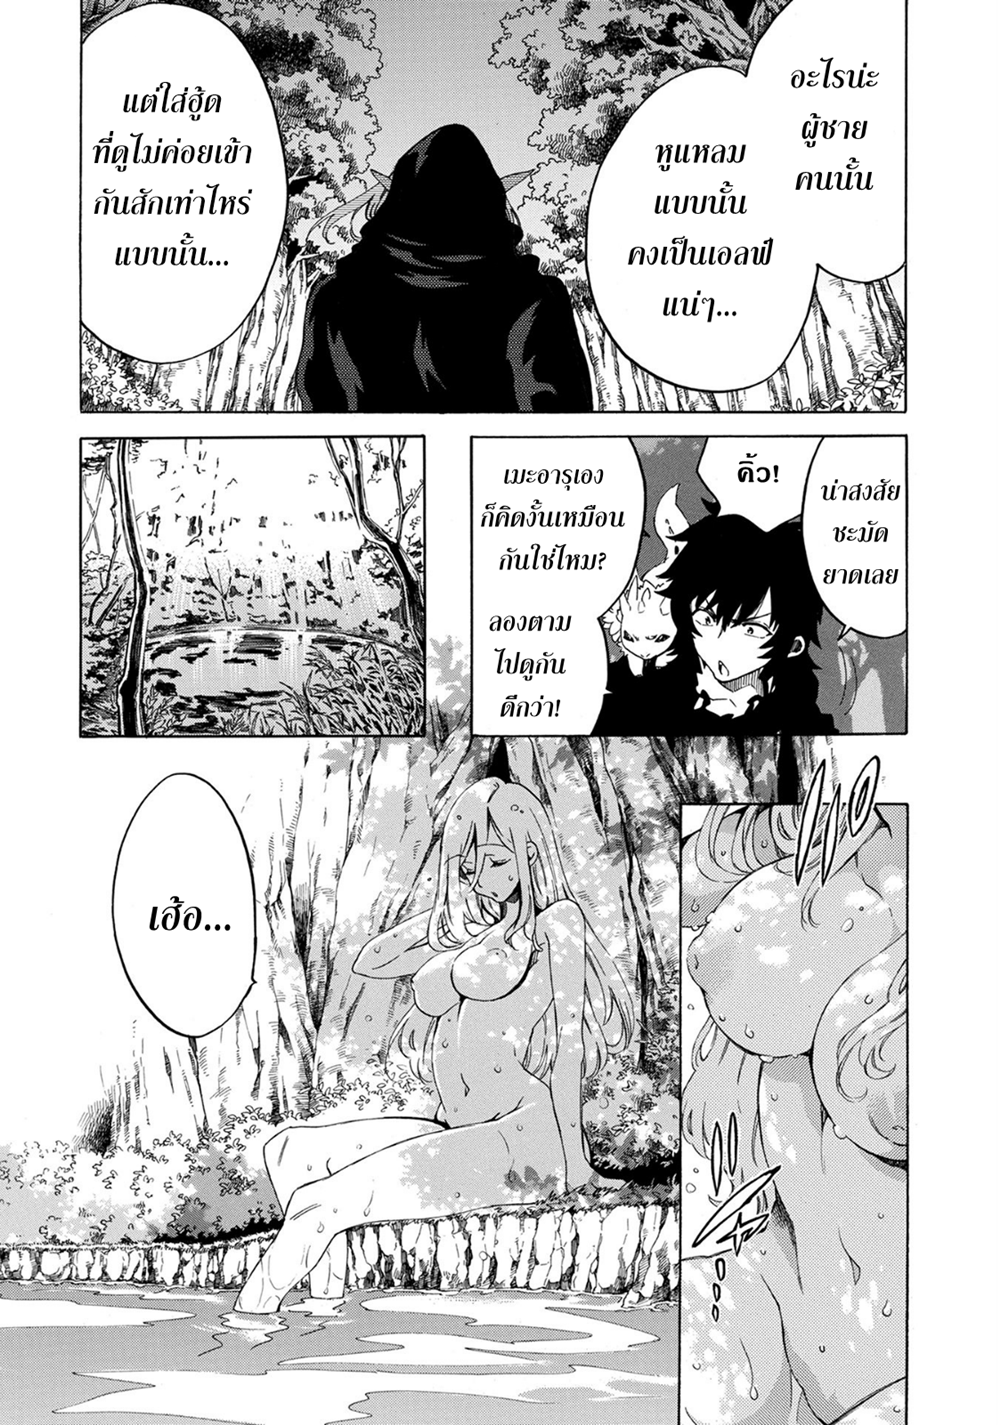 อะไรน่ะ
ผู้ชาย
คนนั้น
หูแหลม
แบบนั้น
คงเป็นเอลฟ์
แน่ๆ...
แต่ใส่ฮู้ด
ที่ดูไม่ค่อยเข้า
กันสักเท่าไหร่
แบบนั้น...
น่าสงสัย
ชะมัด
ยาดเลย
คิ้ว!
เมะอารุเอง
ก็คิดงั้นเหมือน
กันใช่ไหม?
ลองตาม
ไปดูกัน
ดีกว่า!
เฮ้อ...